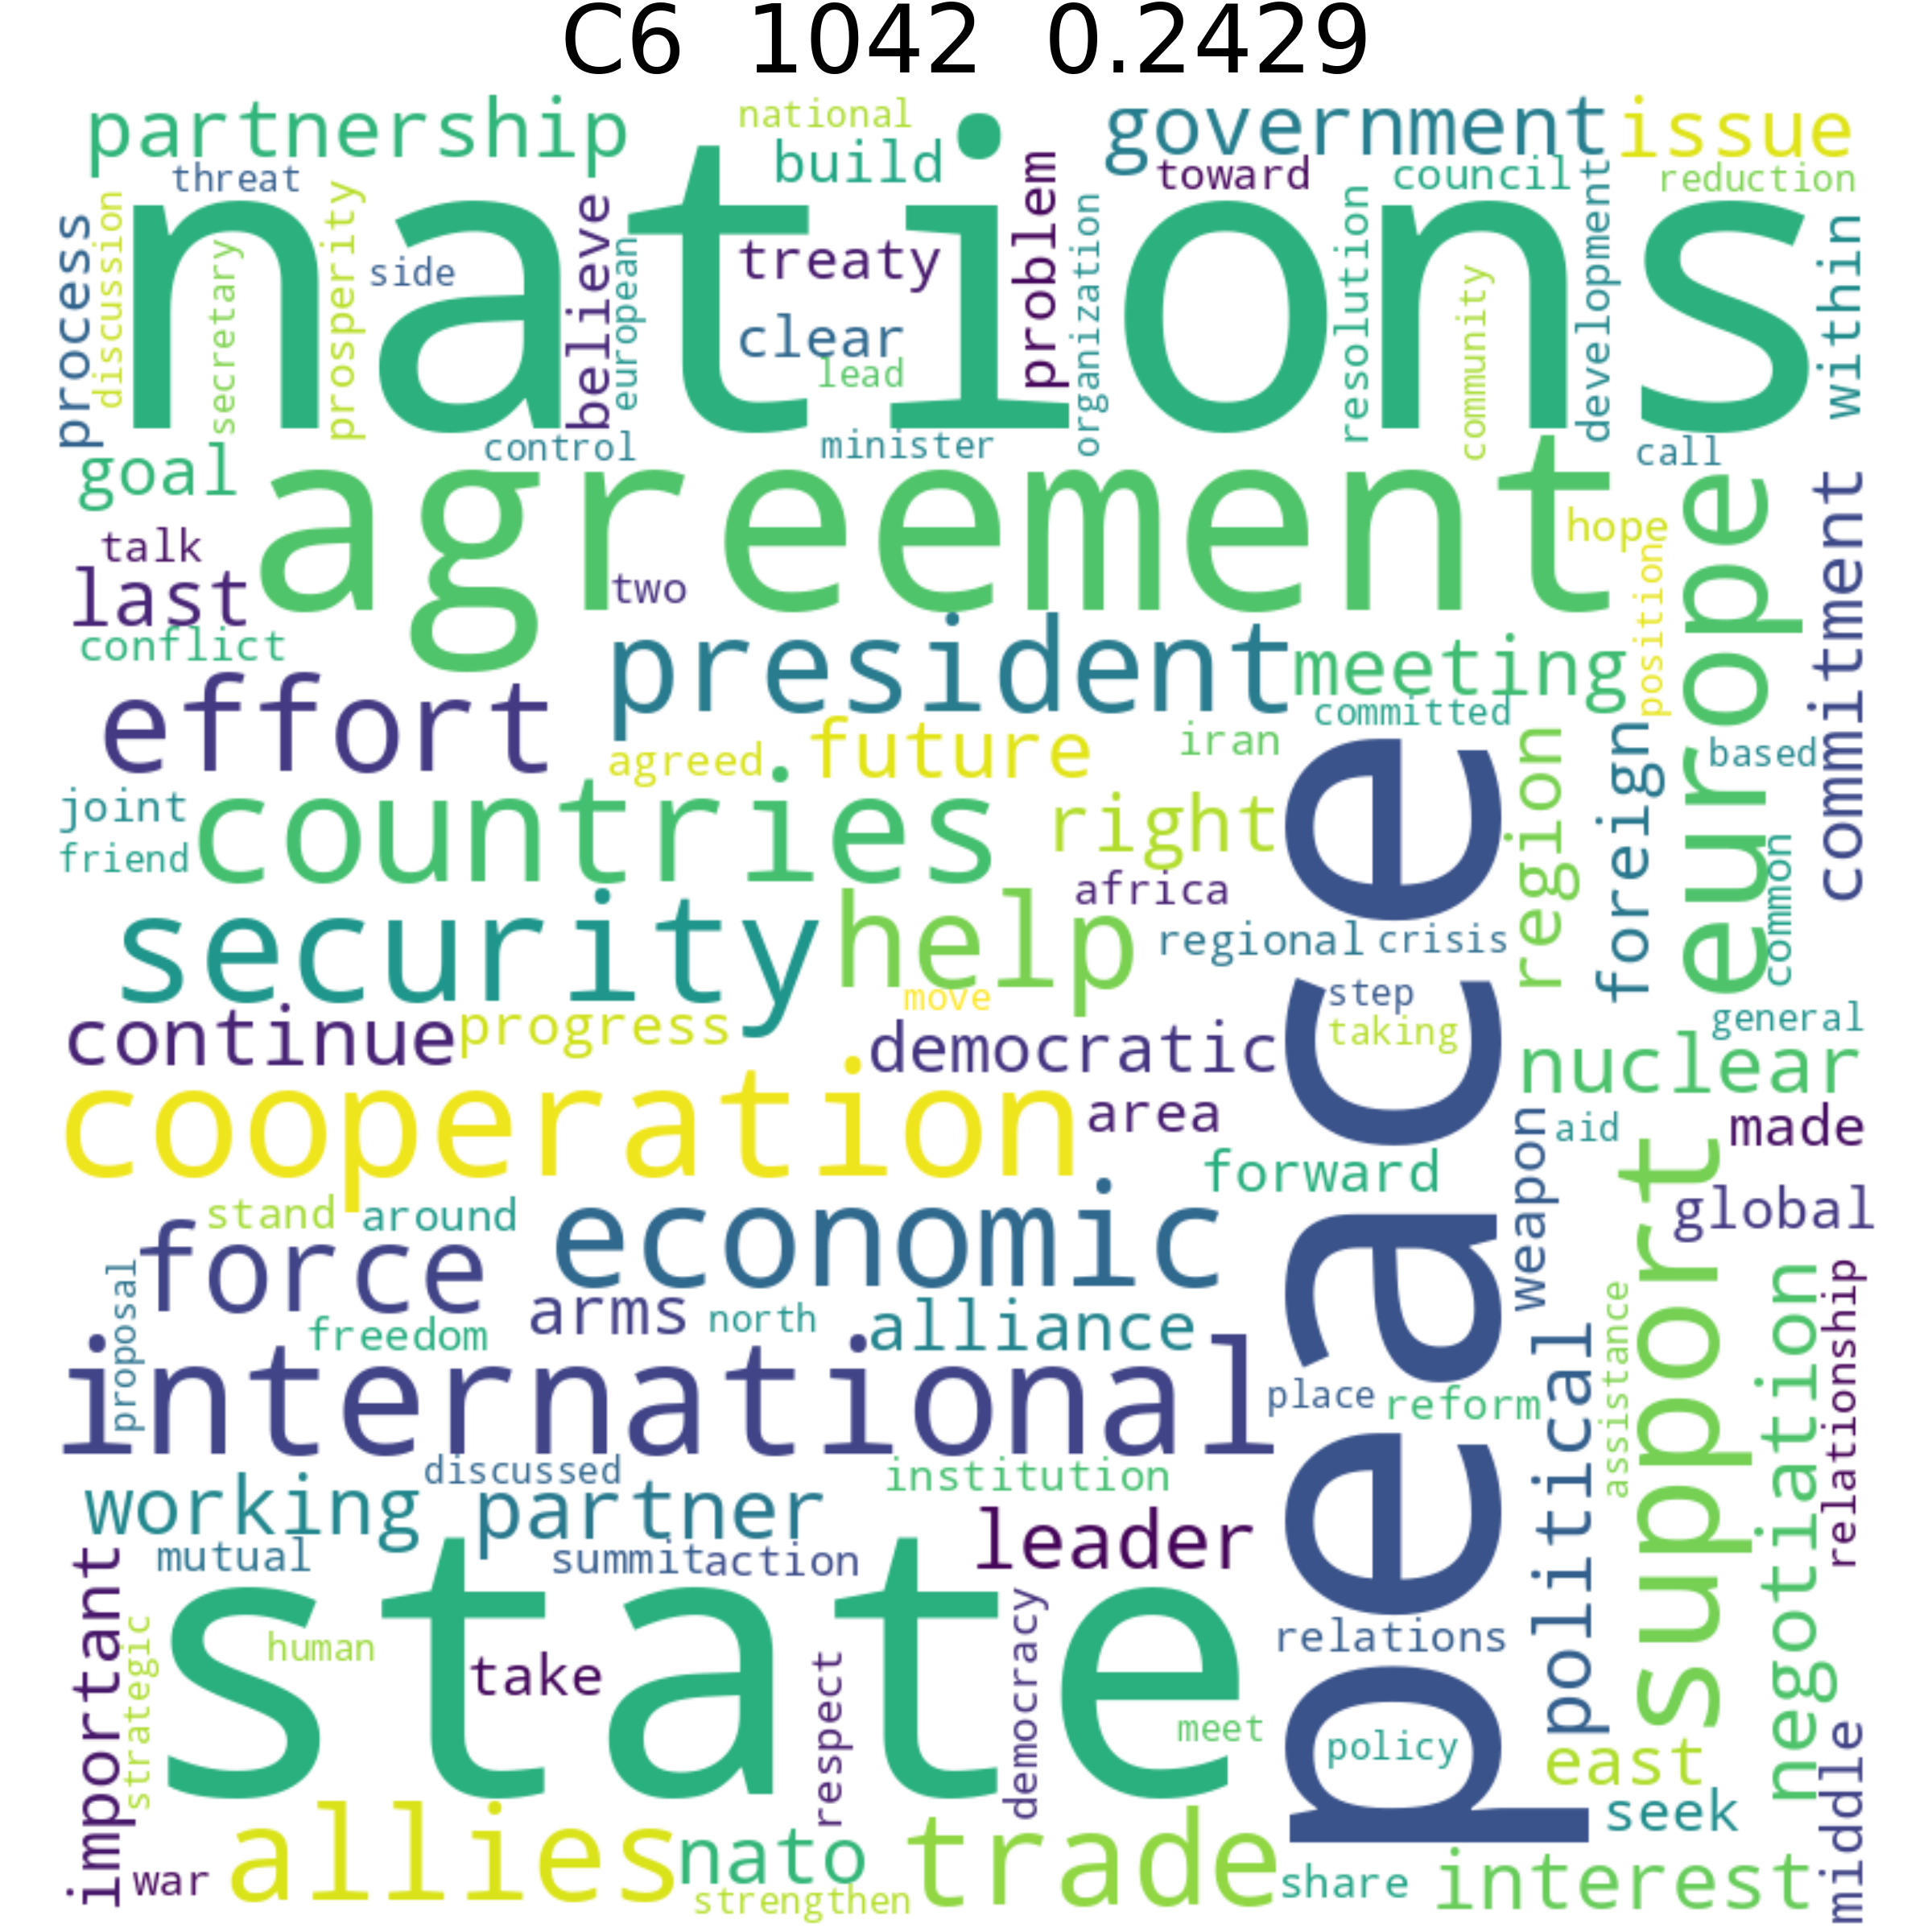 C6 1042 0.2429
partnership
national
government
issue
build
threat
toward
council
reduction
nations
process
discussion
secretary
prosperity
side
believe
european
treaty
clear
lead
problem
organization
resolution
community
development
within
control
minister
call
goal
agreement
hope
talk
last
two
conflict
position
europe
commitment
president
meeting
effort
committed
agreed
future
iran
region
foreign
based
joint
countries
right
friend
africa
common
security
help
regional
crisis
move
step
continue
progress
democratic
taking
general
nuclear
peace
cooperation
area
weapon
aid
made
forward
support
global
stand
around
economic
force
proposal
arms
north
alliance
freedom
international
place
reform
political
assistance
negotiation
relationship
discussed
institution
working
partner
leader
important
mutual
summit
action
state
strategic
human
take
respect
democracy
relations
meet
policy
east
seek
middle
war
allies
nato
strengthen
trade
share
interest